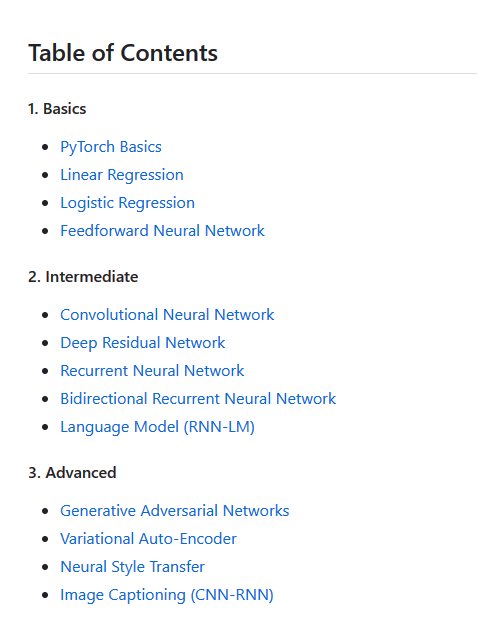 Table of Contents
1. Basics
PyTorch Basics
Linear Regression
Logistic Regression
Feedforward Neural Network
2. Intermediate
Convolutional Neural Network
Deep Residual Network
Recurrent Neural Network
Bidirectional Recurrent Neural Network
Language Model (RNN-LM)
3. Advanced
Generative Adversarial Networks
Variational Auto-Encoder
Neural Style Transfer
Image Captioning (CNN-RNN)